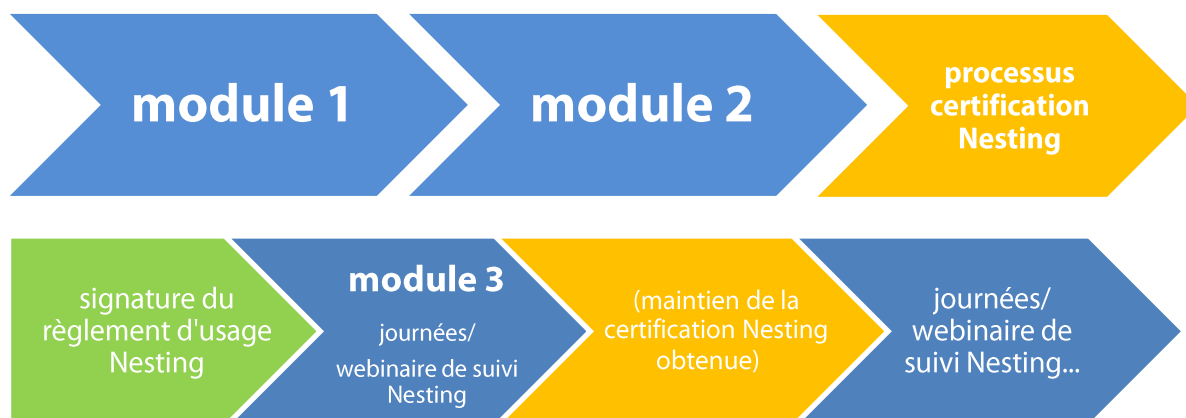 module 1
module 2
processus
certification
Nesting
signature du
règlement d'usage
Nesting
module 3
journées/
webinaire de suivi
Nesting
(maintien de la
certification Nesting
obtenue)
journées/
webinaire de
suivi Nesting...